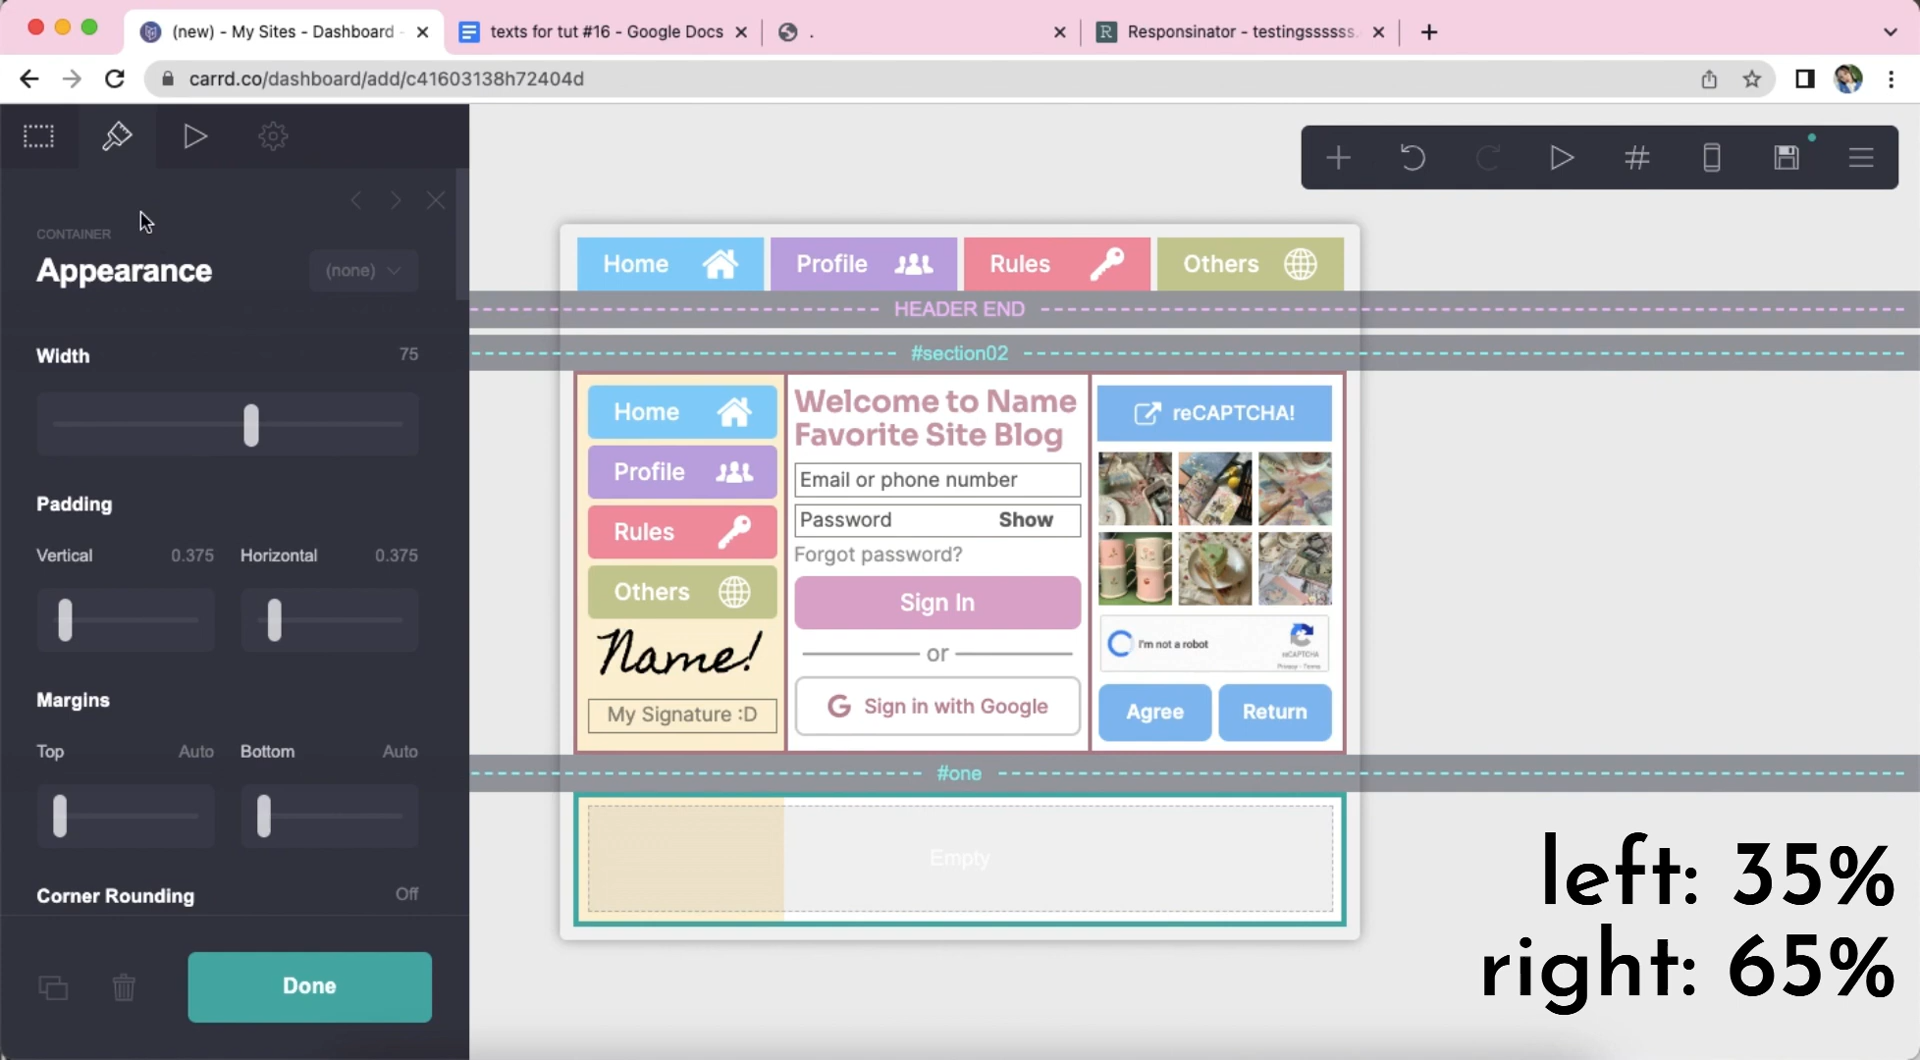 (new) - My Sites - Dashboard -
texts for tut #16 - Google Docs
.
Responsinator - testingssssss.
carrd.co/dashboard/add/c41603138h72404d
CONTAINER
Appearance
(none)
Width
75
Padding
Vertical
0.375
Horizontal
0.375
Margins
Top
Auto
Bottom
Auto
Corner Rounding
Off
Done
Home
Profile
Rules
Others
HEADER END
#section02
Home
Profile
Rules
Others
Name!
My Signature :D
Welcome to Name
Favorite Site Blog
Email or phone number
Password
Show
Forgot password?
Sign In
or
G Sign in with Google
reCAPTCHA!
I'm not a robot
reCAPTCHA
Privacy - Terms
Agree
Return
#one
Empty
left: 35%
right: 65%